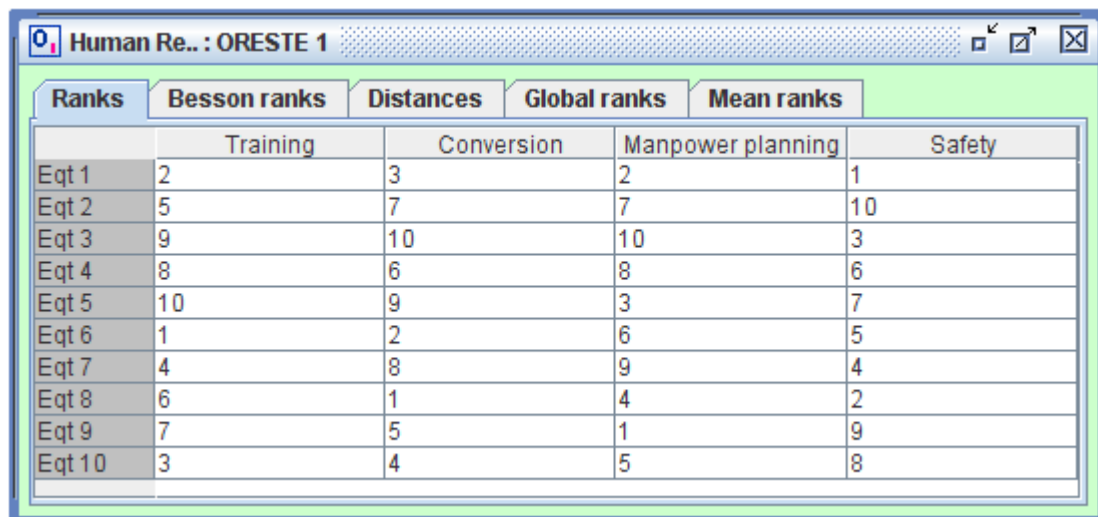 O, Human Re.. : ORESTE 1
Ranks Besson ranks Distances Global ranks Mean ranks
Training Conversion Manpower planning Safety
Eqt 1 2 3 2 1
Eqt 2 5 7 7 10
Eqt 3 9 10 10 3
Eqt 4 8 6 8 6
Eqt 5 10 9 3 7
Eqt 6 1 2 6 5
Eqt 7 4 8 9 4
Eqt 8 6 1 4 2
Eqt 9 7 5 1 9
Eqt 10 3 4 5 8